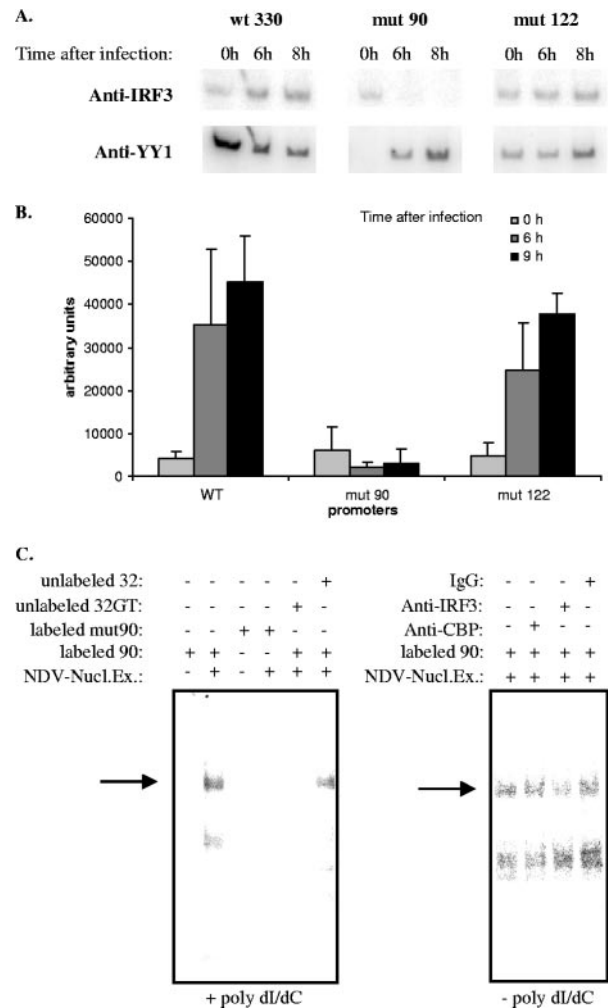 A.
wt 330 mut 90 mut 122
Time after infection: 0h 6h 8h 0h 6h 8h 0h 6h 8h
Anti-IRF3
Anti-YY1
B.
Time after infection
0 h
6 h
9 h
60000
50000
40000
30000
20000
10000
0
arbitrary units
WT mut 90 mut 122
promoters
C.
unlabeled 32: - - - - - +
unlabeled 32GT: - - - - + -
labeled mut90: - - + + - -
labeled 90: + + - - + +
NDV-Nucl.Ex.: - + - + + +
+ poly dI/dC
IgG: - - - +
Anti-IRF3: - - + -
Anti-CBP: - + - -
labeled 90: + + + +
NDV-Nucl.Ex.: + + + +
- poly dI/dC